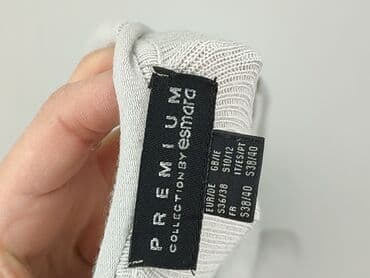 PREMIUM
COLLECTION BY esmara
EUR/DE
S36/38
GB/IE
S10/12
FR
S38/40
IT/ES/PT
S38/40